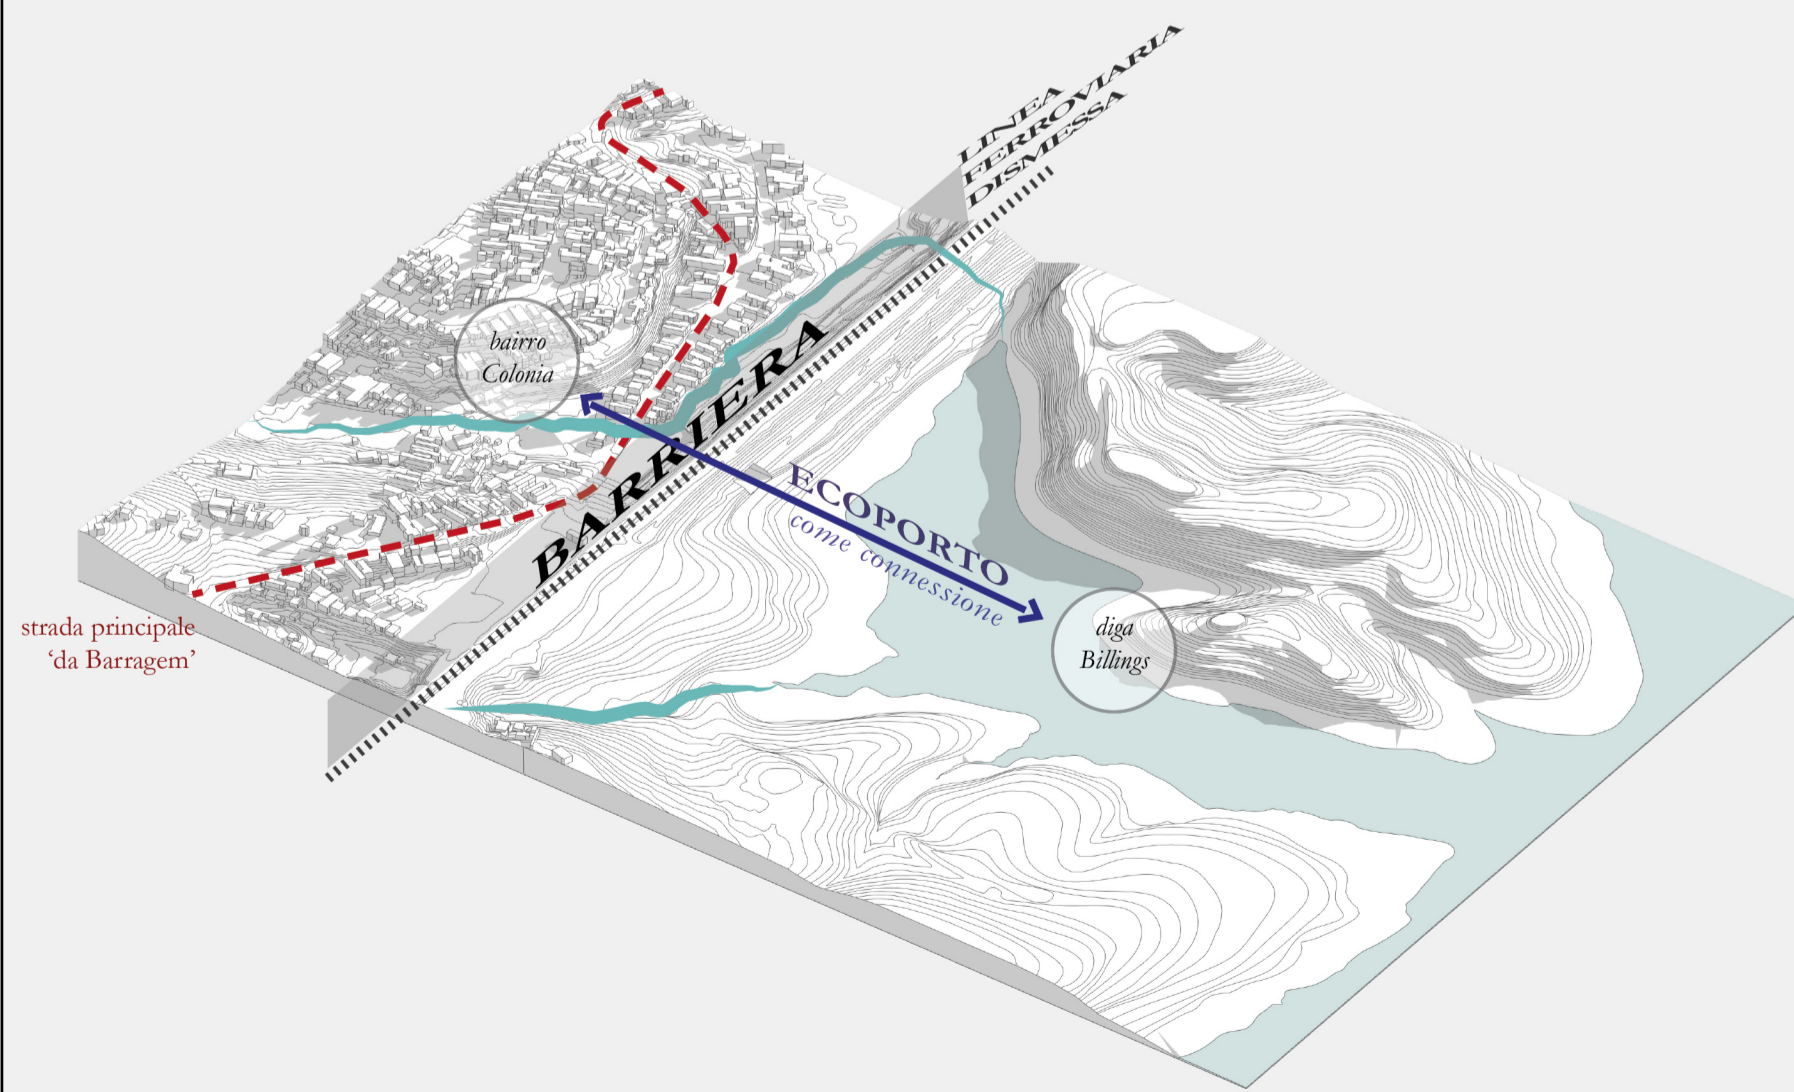 LINEA
FERROVIARIA
DISMESSA
bairro
Colonia
BARRIERA
ECOPORTO
come connessione
strada principale
‘da Barragem’
diga
Billings